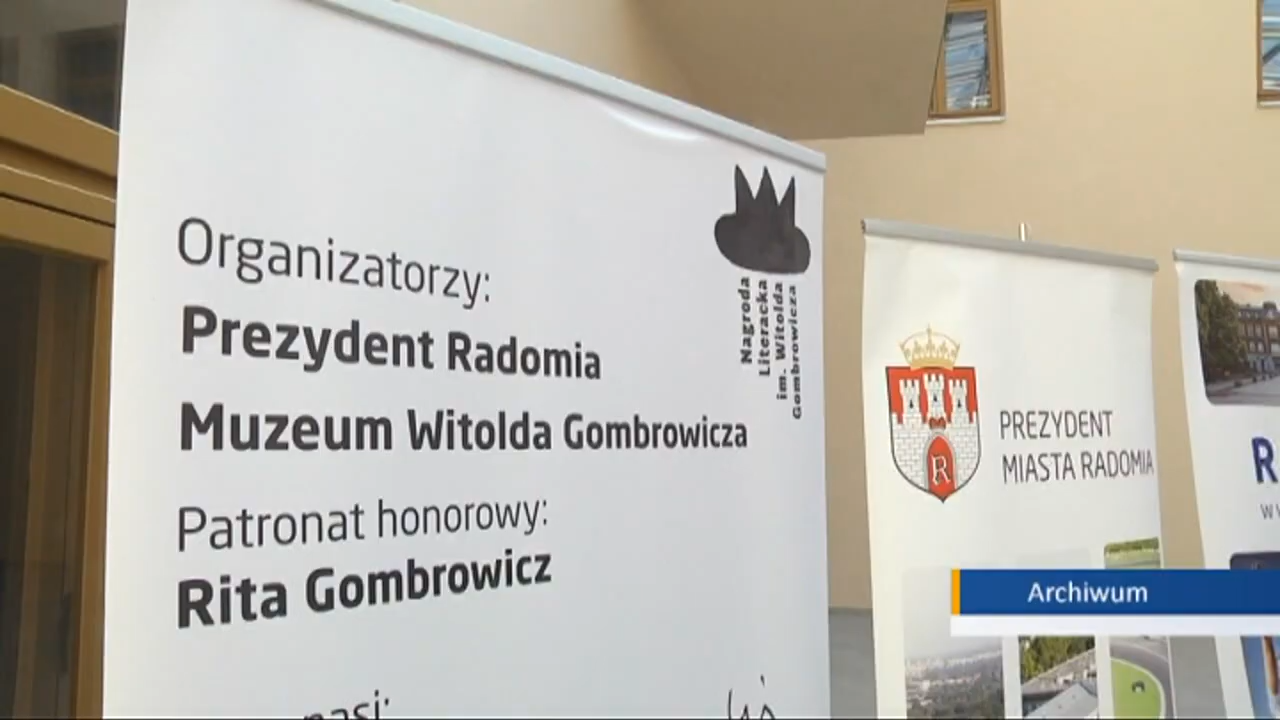 Organizatorzy:
Prezydent Radomia
Muzeum Witolda Gombrowicza
Patronat honorowy:
Rita Gombrowicz
Nagroda
Literacka
im. Witolda
Gombrowicza
R
PREZYDENT
MIASTA RADOMIA
R
Archiwum